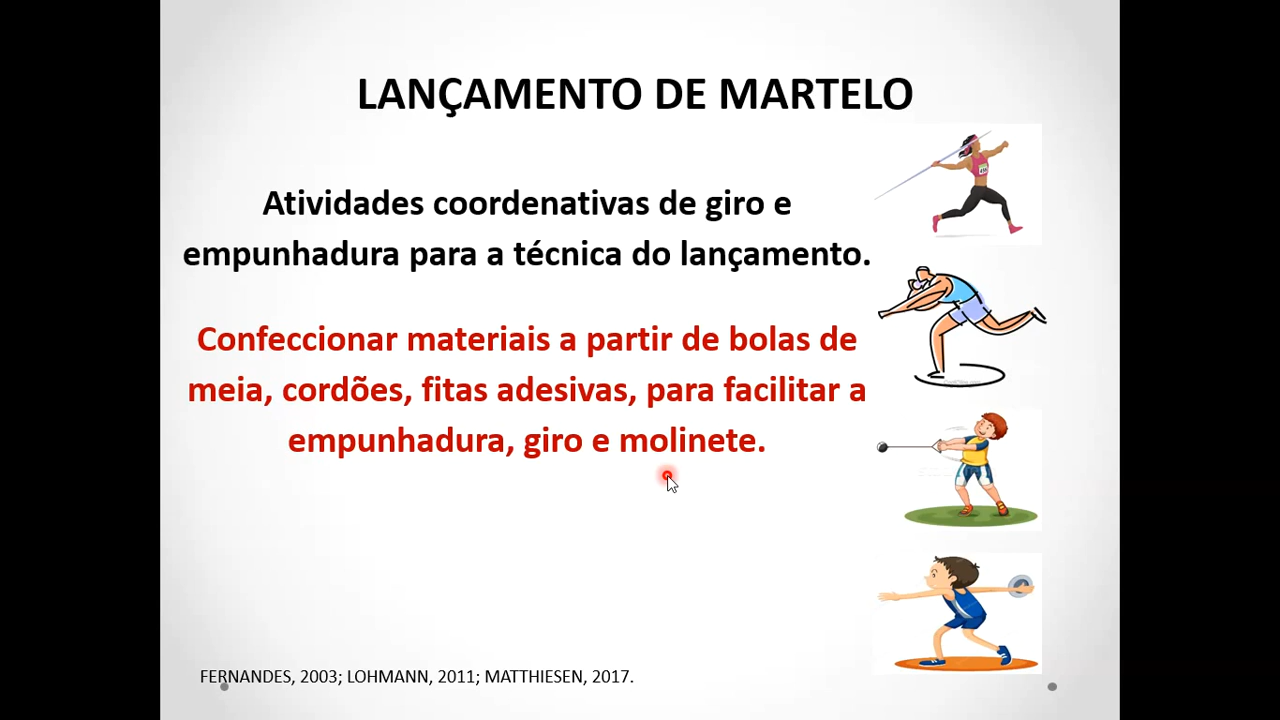 LANÇAMENTO DE MARTELO
Atividades coordenativas de giro e
empunhadura para a técnica do lançamento.
Confeccionar materiais a partir de bolas de
meia, cordões, fitas adesivas, para facilitar a
empunhadura, giro e molinete.
FERNANDES, 2003; LOHMANN, 2011; MATTHIESEN, 2017.